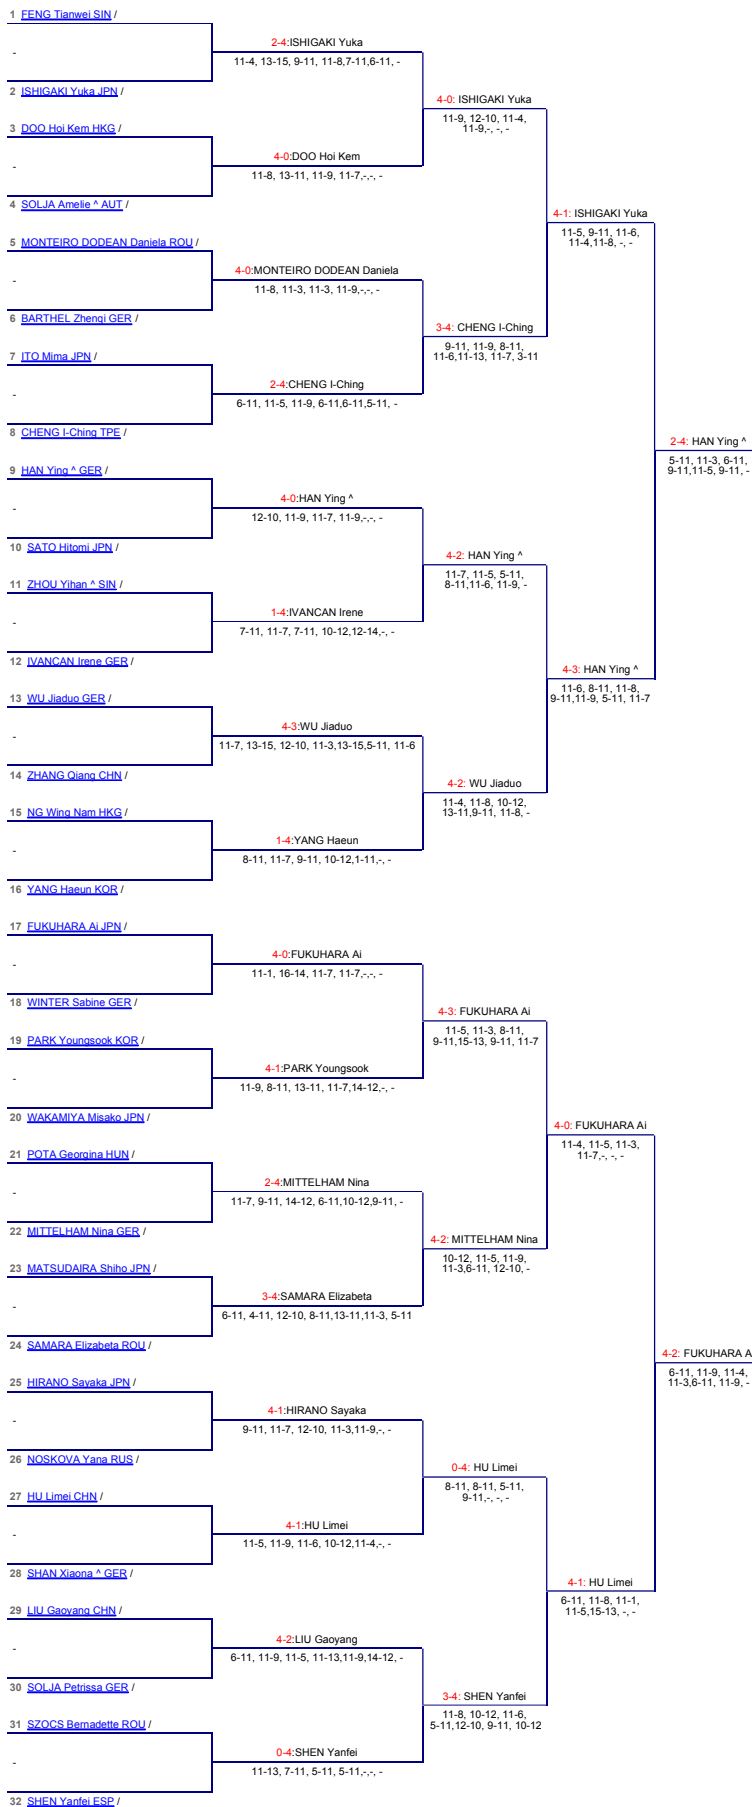 1 FENG Tianwei SIN /
-
2-4:ISHIGAKI Yuka
11-4, 13-15, 9-11, 11-8,7-11,6-11, -
2 ISHIGAKI Yuka JPN /
4-0: ISHIGAKI Yuka
11-9, 12-10, 11-4,
11-9,-, -, -
3 DOO Hoi Kem HKG /
-
4-0:DOO Hoi Kem
11-8, 13-11, 11-9, 11-7,-,-, -
4 SOLJA Amelie ^ AUT /
4-1: ISHIGAKI Yuka
11-5, 9-11, 11-6,
11-4,11-8, -, -
5 MONTEIRO DODEAN Daniela ROU /
-
4-0:MONTEIRO DODEAN Daniela
11-8, 11-3, 11-3, 11-9,-,-, -
6 BARTHEL Zhenqi GER /
3-4: CHENG I-Ching
9-11, 11-9, 8-11,
11-6,11-13, 11-7, 3-11
7 ITO Mima JPN /
-
2-4:CHENG I-Ching
6-11, 11-5, 11-9, 6-11,6-11,5-11, -
8 CHENG I-Ching TPE /
2-4: HAN Ying ^
5-11, 11-3, 6-11,
9-11,11-5, 9-11, -
9 HAN Ying ^ GER /
-
4-0:HAN Ying ^
12-10, 11-9, 11-7, 11-9,-,-, -
10 SATO Hitomi JPN /
4-2: HAN Ying ^
11-7, 11-5, 5-11,
8-11,11-6, 11-9, -
11 ZHOU Yihan ^ SIN /
-
1-4:IVANCAN Irene
7-11, 11-7, 7-11, 10-12,12-14,-, -
12 IVANCAN Irene GER /
4-3: HAN Ying ^
11-6, 8-11, 11-8,
9-11,11-9, 5-11, 11-7
13 WU Jiaduo GER /
-
4-3:WU Jiaduo
11-7, 13-15, 12-10, 11-3,13-15,5-11, 11-6
14 ZHANG Qiang CHN /
4-2: WU Jiaduo
11-4, 11-8, 10-12,
13-11,9-11, 11-8, -
15 NG Wing Nam HKG /
-
1-4:YANG Haeun
8-11, 11-7, 9-11, 10-12,1-11,-, -
16 YANG Haeun KOR /
17 FUKUHARA Ai JPN /
-
4-0:FUKUHARA Ai
11-1, 16-14, 11-7, 11-7,-,-, -
18 WINTER Sabine GER /
4-3: FUKUHARA Ai
11-5, 11-3, 8-11,
9-11,15-13, 9-11, 11-7
19 PARK Youngsook KOR /
-
4-1:PARK Youngsook
11-9, 8-11, 13-11, 11-7,14-12,-, -
20 WAKAMIYA Misako JPN /
4-0: FUKUHARA Ai
11-4, 11-5, 11-3,
11-7,-, -, -
21 POTA Georgina HUN /
-
2-4:MITTELHAM Nina
11-7, 9-11, 14-12, 6-11,10-12,9-11, -
22 MITTELHAM Nina GER /
4-2: MITTELHAM Nina
10-12, 11-5, 11-9,
11-3,6-11, 12-10, -
23 MATSUDAIRA Shiho JPN /
-
3-4:SAMARA Elizabeta
6-11, 4-11, 12-10, 8-11,13-11,11-3, 5-11
24 SAMARA Elizabeta ROU /
4-2: FUKUHARA A
6-11, 11-9, 11-4,
11-3,6-11, 11-9, -
25 HIRANO Sayaka JPN /
-
4-1:HIRANO Sayaka
9-11, 11-7, 12-10, 11-3,11-9,-, -
26 NOSKOVA Yana RUS /
0-4: HU Limei
8-11, 8-11, 5-11,
9-11,-, -, -
27 HU Limei CHN /
-
4-1:HU Limei
11-5, 11-9, 11-6, 10-12,11-4,-, -
28 SHAN Xiaona ^ GER /
4-1: HU Limei
6-11, 11-8, 11-1,
11-5,15-13, -, -
29 LIU Gaoyang CHN /
-
4-2:LIU Gaoyang
6-11, 11-9, 11-5, 11-13,11-9,14-12, -
30 SOLJA Petrissa GER /
3-4: SHEN Yanfei
11-8, 10-12, 11-6,
5-11,12-10, 9-11, 10-12
31 SZOCS Bernadette ROU /
-
0-4:SHEN Yanfei
11-13, 7-11, 5-11, 5-11,-,-, -
32 SHEN Yanfei ESP /